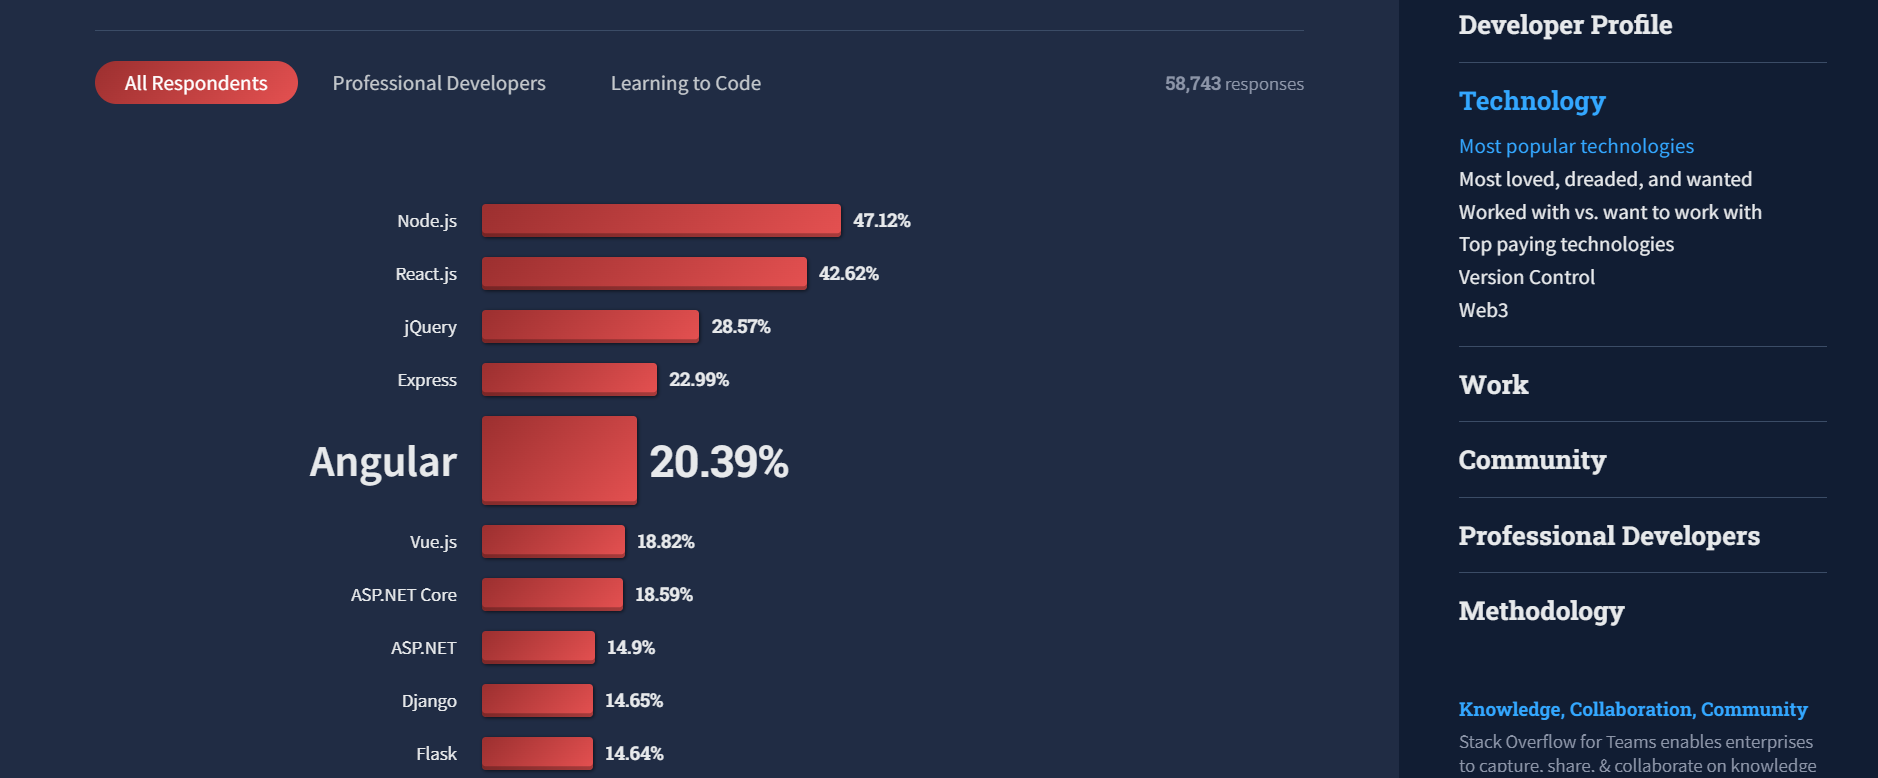 All Respondents
Professional Developers
Learning to Code
58,743 responses
Node.js 47.12%
React.js 42.62%
jQuery 28.57%
Express 22.99%
Angular 20.39%
Vue.js 18.82%
ASP.NET Core 18.59%
ASP.NET 14.9%
Django 14.65%
Flask 14.64%
Developer Profile
Technology
Most popular technologies
Most loved, dreaded, and wanted
Worked with vs. want to work with
Top paying technologies
Version Control
Web3
Work
Community
Professional Developers
Methodology
Knowledge, Collaboration, Community
Stack Overflow for Teams enables enterprises
to capture, share, & collaborate on knowledge